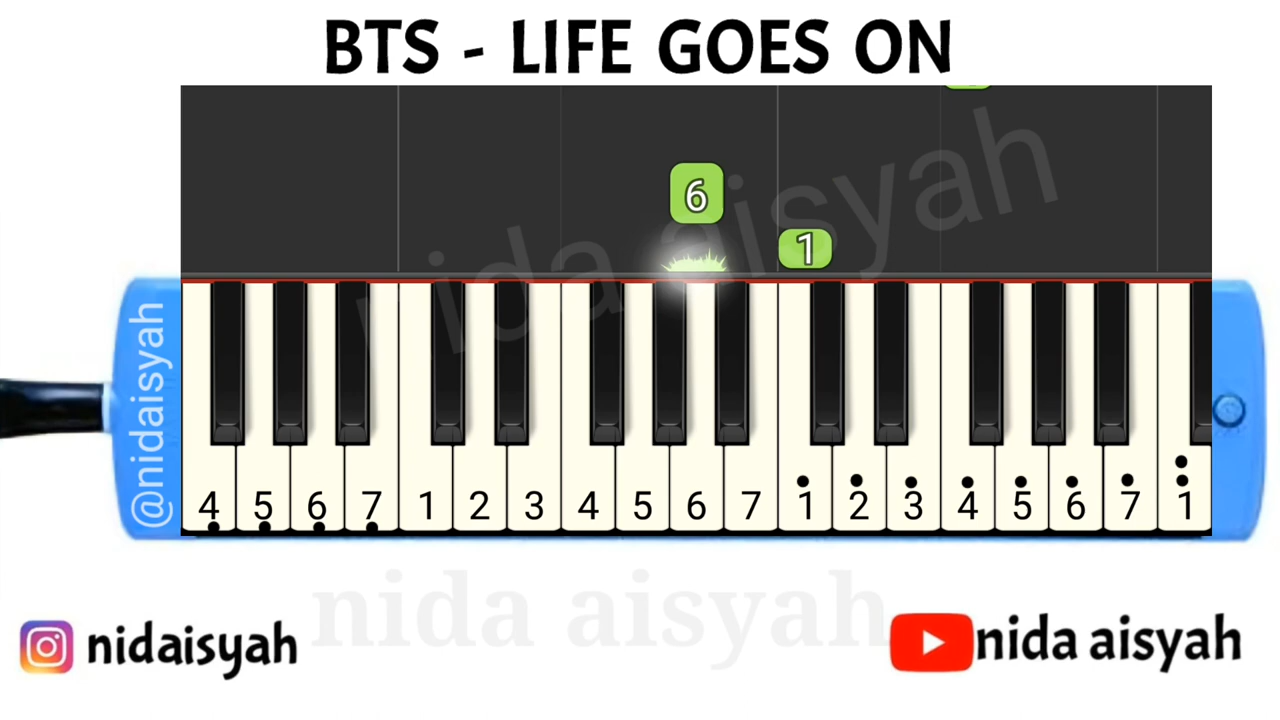 BTS - LIFE GOES ON
nida aisyah
6
1
@nidaisyah
4 5 6 7 1 2 3 4 5 6 7 1 2 3 4 5 6 7 1
nida aisyah
nidaisyah
nida aisyah